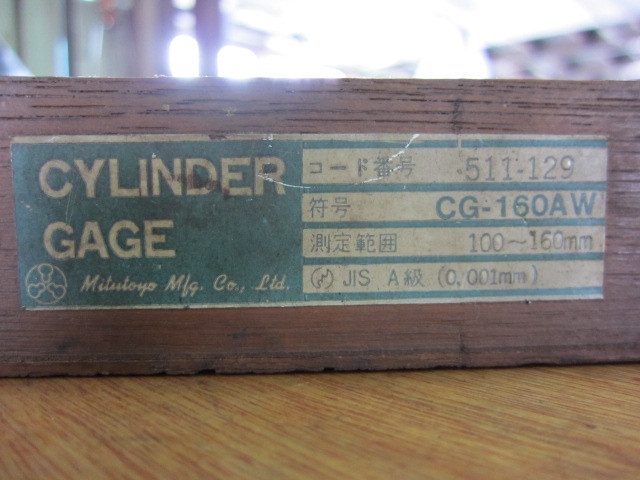 CYLINDER
GAGE
Mitutoyo Mfg. Co., Ltd.
コード番号 511-129
符号 CG-160AW
測定範囲 100～160mm
JIS A級 (0.001mm)